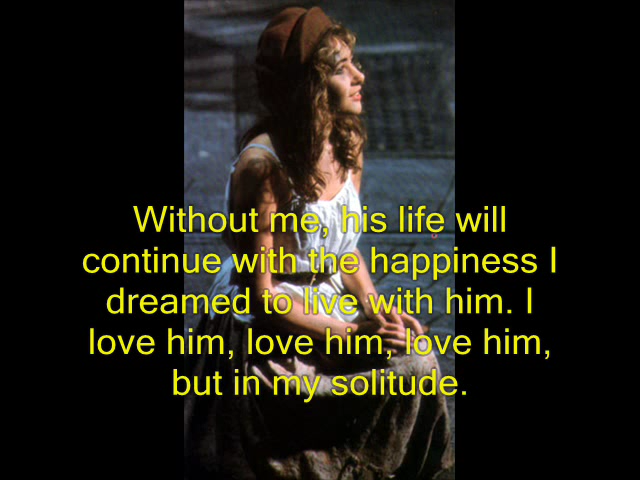 Without me, his life will
continue with the happiness I
dreamed to live with him. I
love him, love him, love him,
but in my solitude.